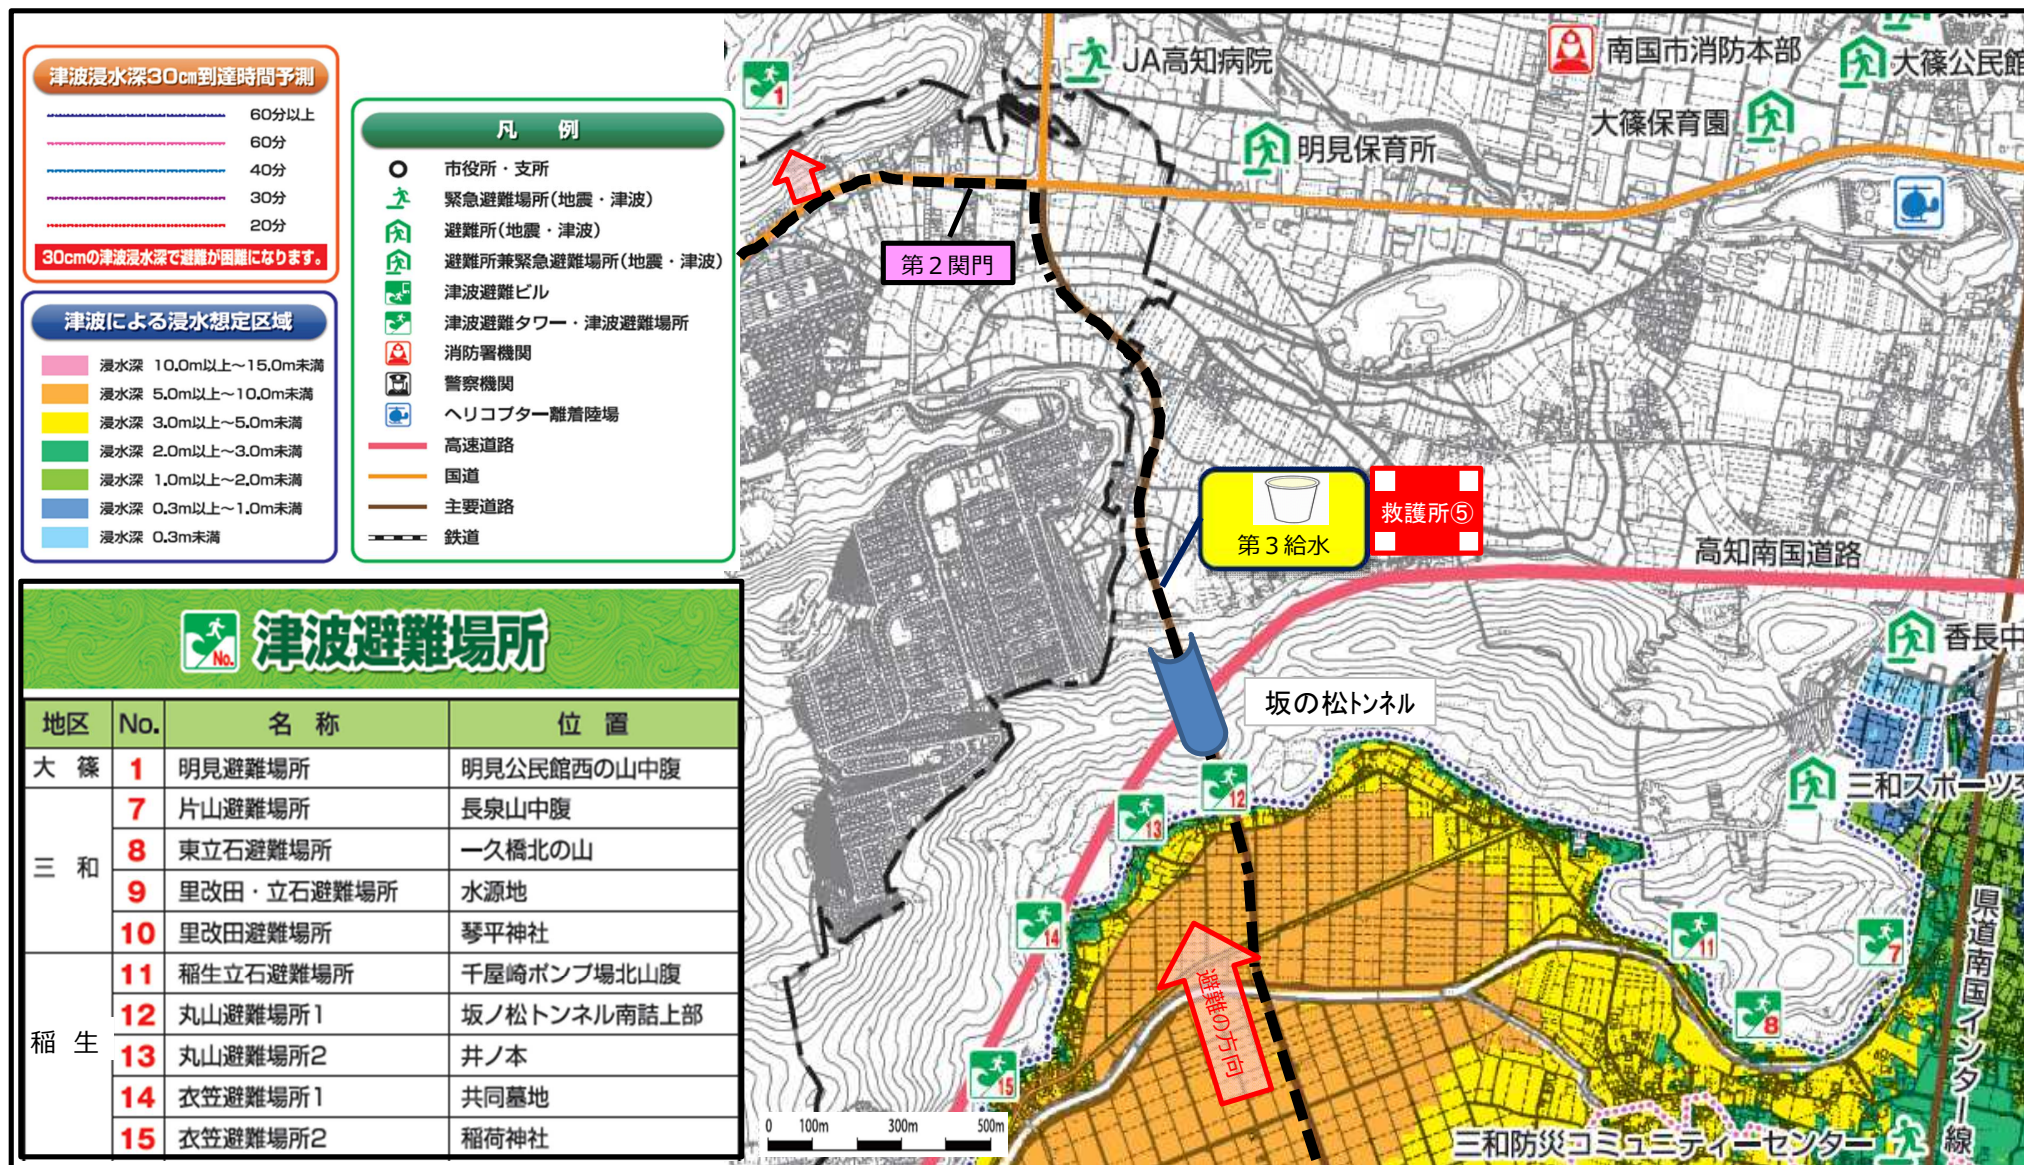 津波浸水深30cm到達時間予測
60分以上
60分
40分
30分
20分
30cmの津波浸水深で避難が困難になります。
津波による浸水想定区域
浸水深 10.0m以上～15.0m未満
浸水深 5.0m以上～10.0m未満
浸水深 3.0m以上～5.0m未満
浸水深 2.0m以上～3.0m未満
浸水深 1.0m以上～2.0m未満
浸水深 0.3m以上～1.0m未満
浸水深 0.3m未満
凡 例
市役所・支所
緊急避難場所(地震・津波)
避難所(地震・津波)
避難所兼緊急避難場所(地震・津波)
津波避難ビル
津波避難タワー・津波避難場所
消防署機関
警察機関
ヘリコプター離着陸場
高速道路
国道
主要道路
鉄道
No. 津波避難場所
地区 No. 名 称 位 置
大 篠 1 明見避難場所 明見公民館西の山中腹
三 和 7 片山避難場所 長泉山中腹
8 東立石避難場所 一久橋北の山
9 里改田・立石避難場所 水源地
10 里改田避難場所 琴平神社
稲 生 11 稲生立石避難場所 千屋崎ポンプ場北山腹
12 丸山避難場所1 坂ノ松トンネル南詰上部
13 丸山避難場所2 井ノ本
14 衣笠避難場所1 共同墓地
15 衣笠避難場所2 稲荷神社
1
JA高知病院
南国市消防本部
大篠公民館
大篠保育園
明見保育所
第２関門
第３給水
救護所⑤
高知南国道路
香長中
坂の松トンネル
三和スポーツ交
12
13
14
11
7
8
15
避難の方向
県道南国インター線
三和防災コミュニティーセンター
0 100m 300m 500m